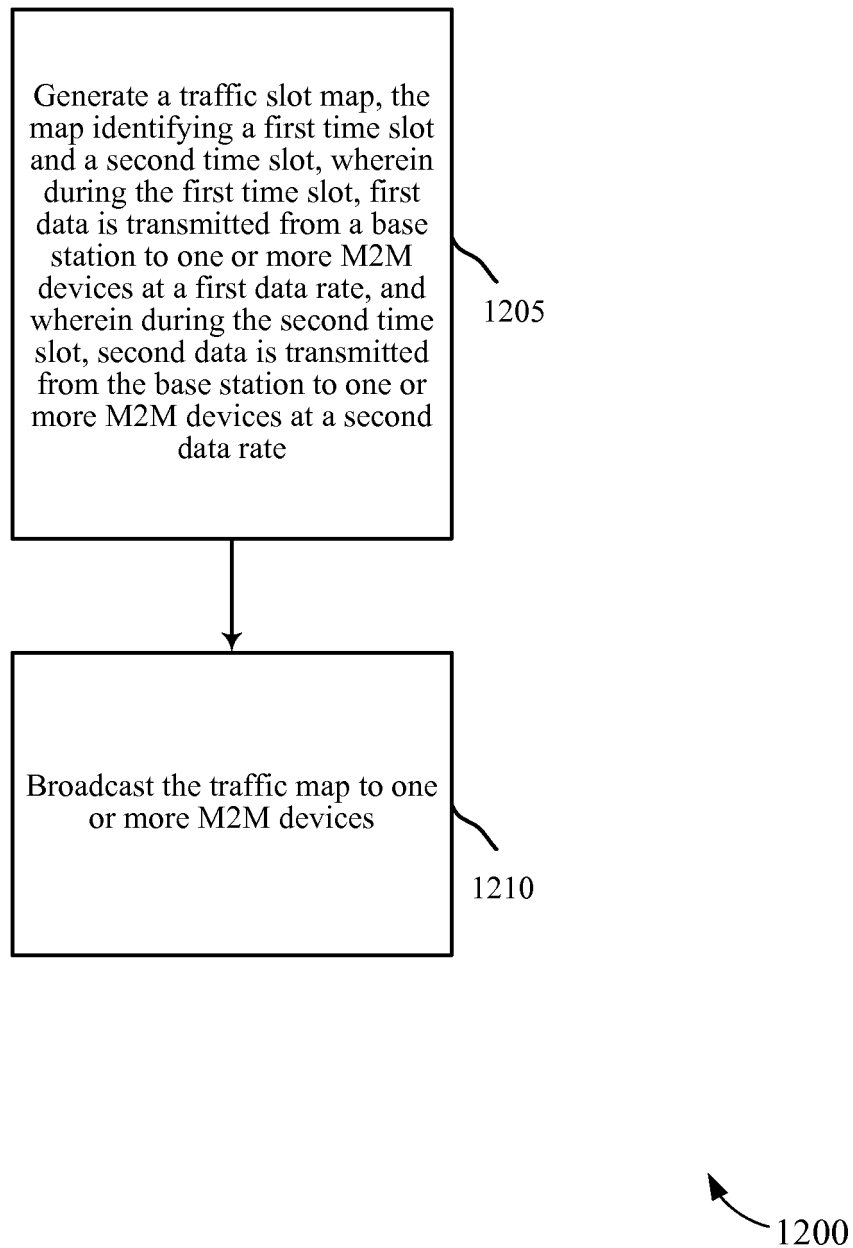 Generate a traffic slot map, the
map identifying a first time slot
and a second time slot, wherein
during the first time slot, first
data is transmitted from a base
station to one or more M2M
devices at a first data rate, and
wherein during the second time
slot, second data is transmitted
from the base station to one or
more M2M devices at a second
data rate
1205
Broadcast the traffic map to one
or more M2M devices
1210
1200